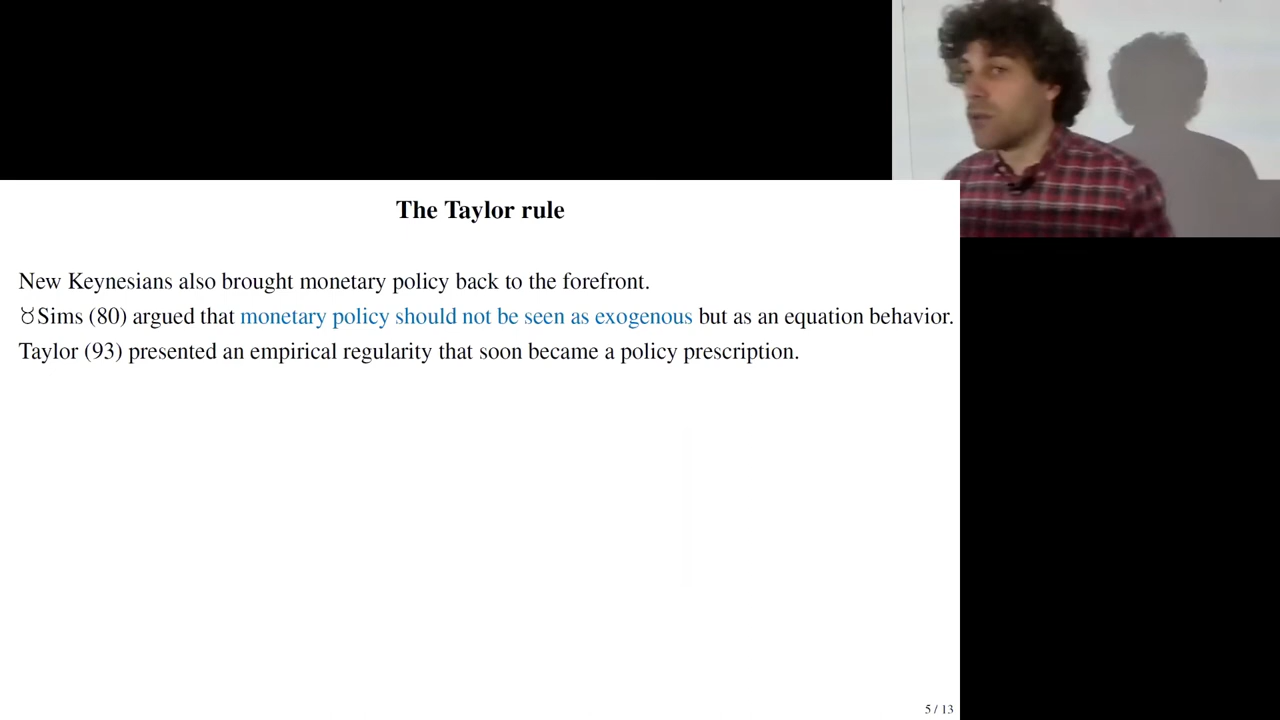 The Taylor rule
New Keynesians also brought monetary policy back to the forefront.
♉Sims (80) argued that monetary policy should not be seen as exogenous but as an equation behavior.
Taylor (93) presented an empirical regularity that soon became a policy prescription.
5 / 13